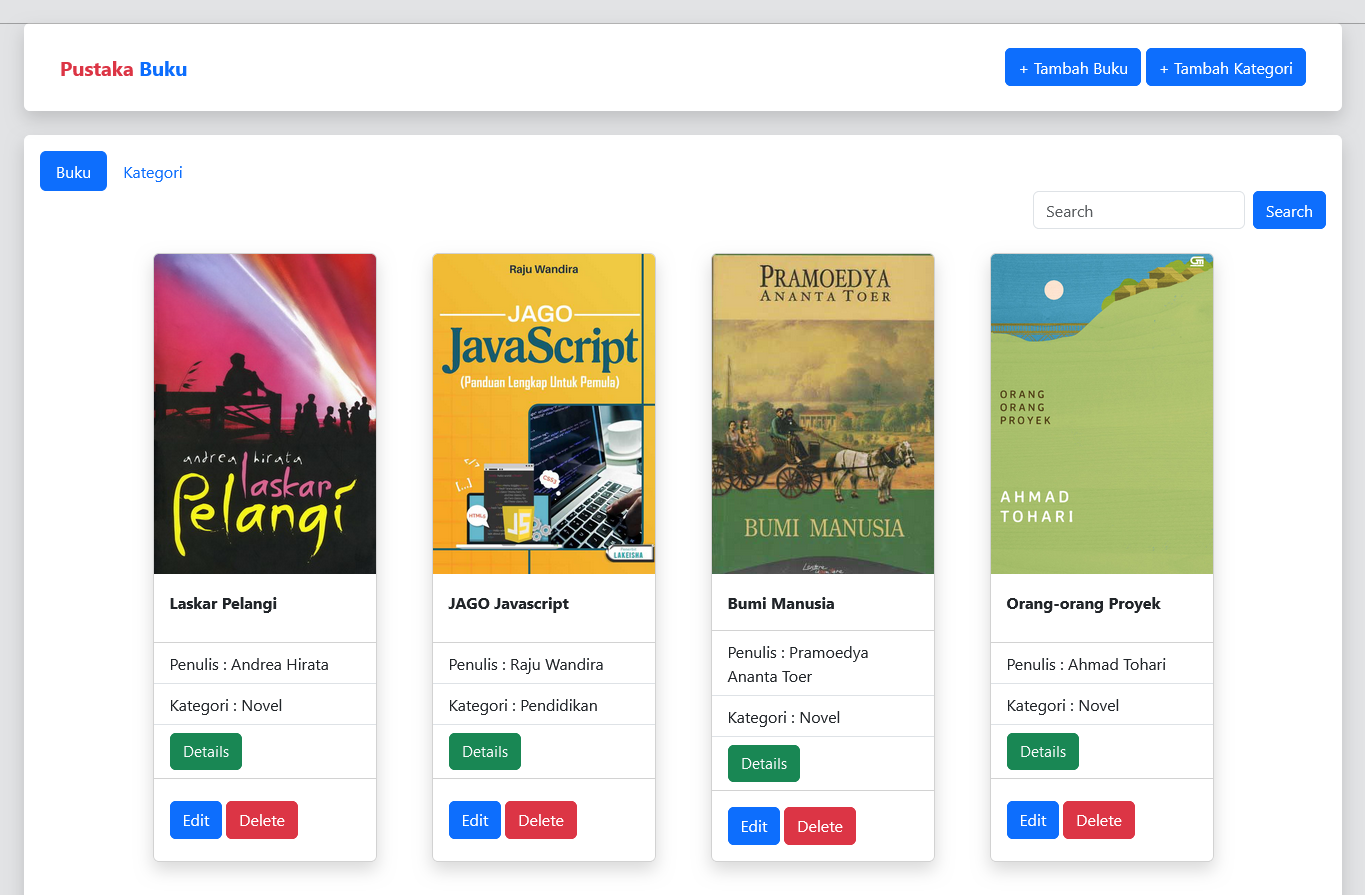 Pustaka Buku
+ Tambah Buku
+ Tambah Kategori
Buku
Kategori
Search
Search
andrea hirata
laskar
Pelangi
Laskar Pelangi
Penulis : Andrea Hirata
Kategori : Novel
Details
Edit
Delete
Raju Wandira
JAGO
JavaScript
(Panduan Lengkap Untuk Pemula)
</>
{...}
CSS3
HTML5
JS
LAKEISHA
JAGO Javascript
Penulis : Raju Wandira
Kategori : Pendidikan
Details
Edit
Delete
PRAMOEDYA
ANANTA TOER
BUMI MANUSIA
Bumi Manusia
Penulis : Pramoedya
Ananta Toer
Kategori : Novel
Details
Edit
Delete
ORANG
ORANG
PROYEK
AHMAD
TOHARI
Orang-orang Proyek
Penulis : Ahmad Tohari
Kategori : Novel
Details
Edit
Delete